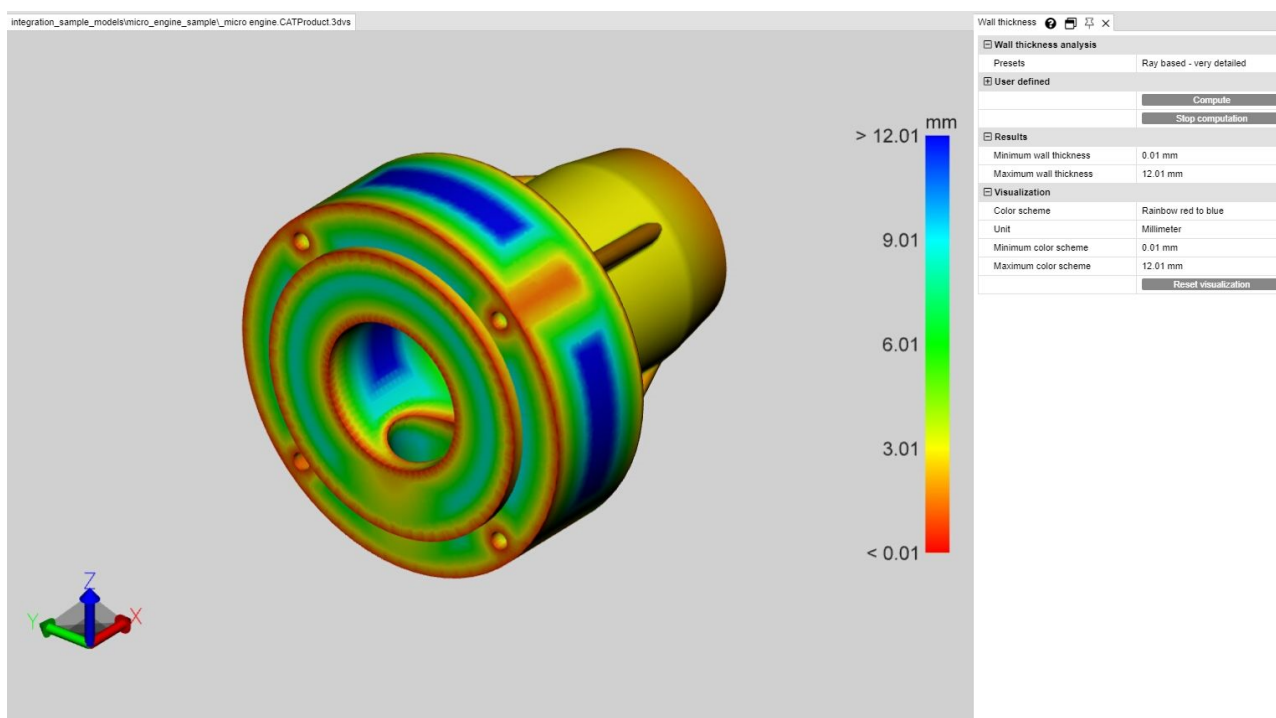 integration_sample_models\micro_engine_sample\_micro engine.CATProduct.3dvs
mm
> 12.01
9.01
6.01
3.01
< 0.01
Z
Y
X
Wall thickness
Wall thickness analysis
Presets Ray based - very detailed
User defined
Compute
Stop computation
Results
Minimum wall thickness 0.01 mm
Maximum wall thickness 12.01 mm
Visualization
Color scheme Rainbow red to blue
Unit Millimeter
Minimum color scheme 0.01 mm
Maximum color scheme 12.01 mm
Reset visualization